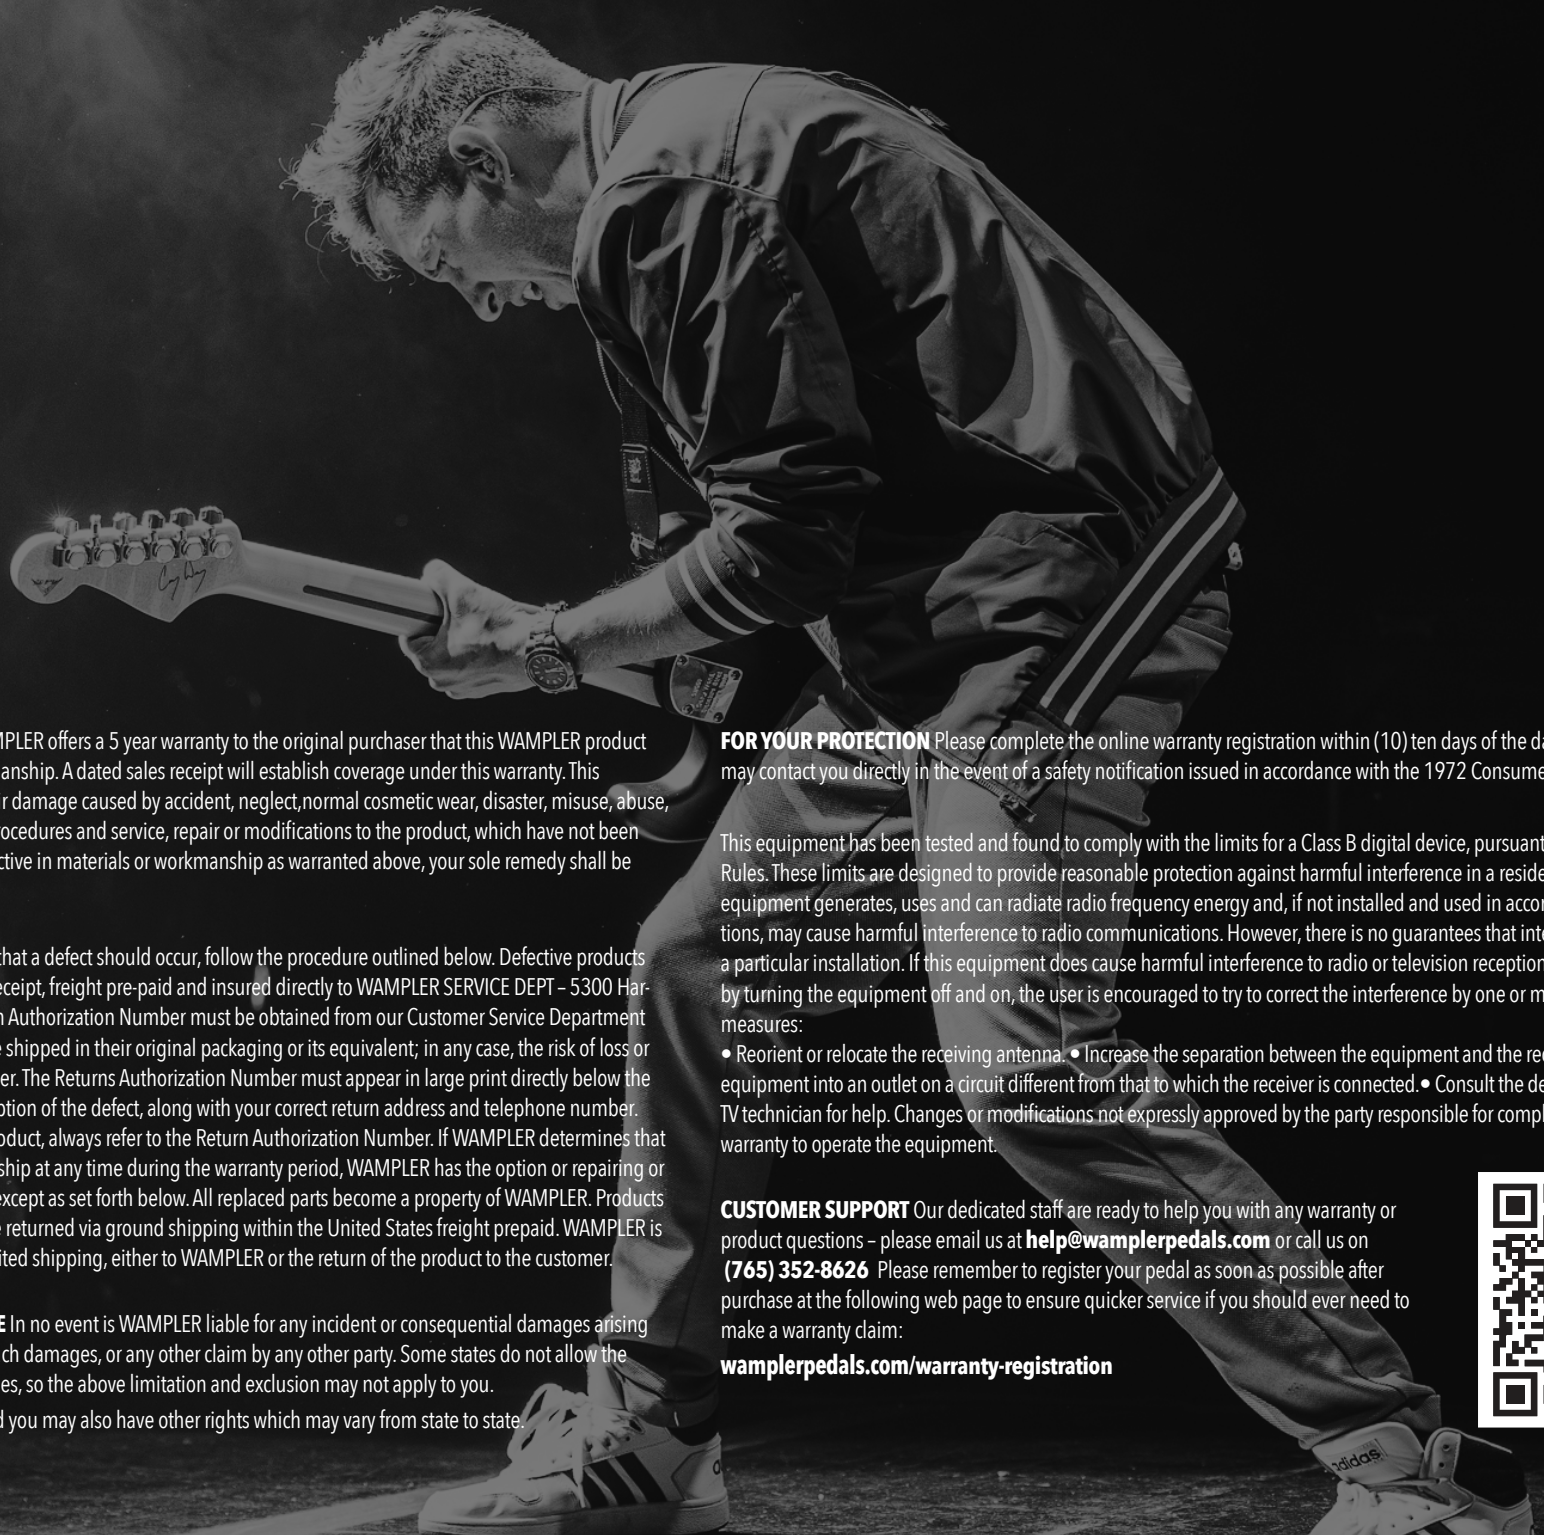 MPLER offers a 5 year warranty to the original purchaser that this WAMPLER product
anship. A dated sales receipt will establish coverage under this warranty. This
ir damage caused by accident, neglect,normal cosmetic wear, disaster, misuse, abuse,
rocedures and service, repair or modifications to the product, which have not been
ctive in materials or workmanship as warranted above, your sole remedy shall be
that a defect should occur, follow the procedure outlined below. Defective products
eceipt, freight pre-paid and insured directly to WAMPLER SERVICE DEPT – 5300 Har-
n Authorization Number must be obtained from our Customer Service Department
e shipped in their original packaging or its equivalent; in any case, the risk of loss or
er. The Returns Authorization Number must appear in large print directly below the
ption of the defect, along with your correct return address and telephone number.
oduct, always refer to the Return Authorization Number. If WAMPLER determines that
ship at any time during the warranty period, WAMPLER has the option or repairing or
except as set forth below. All replaced parts become a property of WAMPLER. Products
e returned via ground shipping within the United States freight prepaid. WAMPLER is
ited shipping, either to WAMPLER or the return of the product to the customer.
E In no event is WAMPLER liable for any incident or consequential damages arising
ch damages, or any other claim by any other party. Some states do not allow the
es, so the above limitation and exclusion may not apply to you.
d you may also have other rights which may vary from state to state.
FOR YOUR PROTECTION Please complete the online warranty registration within (10) ten days of the da
may contact you directly in the event of a safety notification issued in accordance with the 1972 Consume
This equipment has been tested and found to comply with the limits for a Class B digital device, pursuant
Rules. These limits are designed to provide reasonable protection against harmful interference in a reside
equipment generates, uses and can radiate radio frequency energy and, if not installed and used in accor
tions, may cause harmful interference to radio communications. However, there is no guarantees that inte
a particular installation. If this equipment does cause harmful interference to radio or television reception
by turning the equipment off and on, the user is encouraged to try to correct the interference by one or m
measures:
• Reorient or relocate the receiving antenna. • Increase the separation between the equipment and the rec
equipment into an outlet on a circuit different from that to which the receiver is connected.• Consult the de
TV technician for help. Changes or modifications not expressly approved by the party responsible for compl
warranty to operate the equipment.
CUSTOMER SUPPORT Our dedicated staff are ready to help you with any warranty or
product questions – please email us at help@wamplerpedals.com or call us on
(765) 352-8626 Please remember to register your pedal as soon as possible after
purchase at the following web page to ensure quicker service if you should ever need to
make a warranty claim:
wamplerpedals.com/warranty-registration
adidas